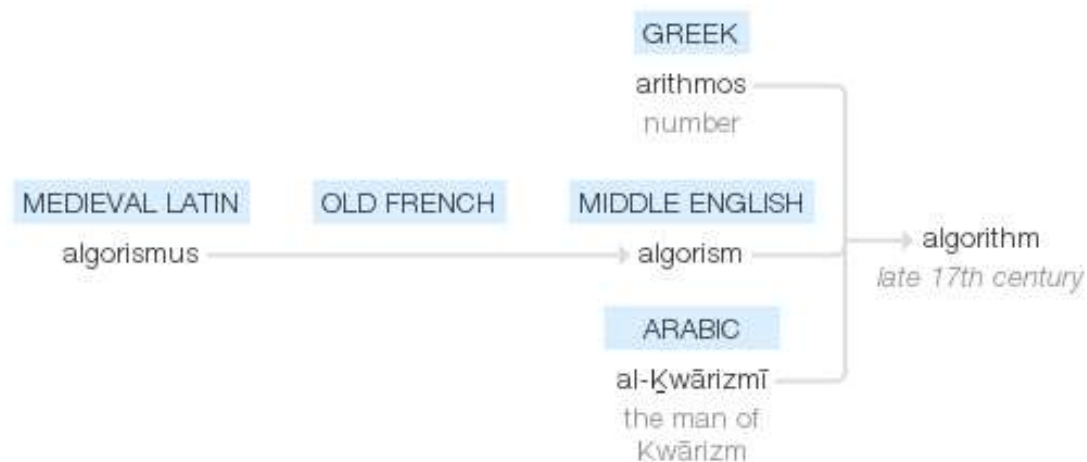 GREEK
arithmos
number
MEDIEVAL LATIN
OLD FRENCH
MIDDLE ENGLISH
algorismus
algorism
algorithm
late 17th century
ARABIC
al-Ḵwārizmī
the man of
Kwārizm